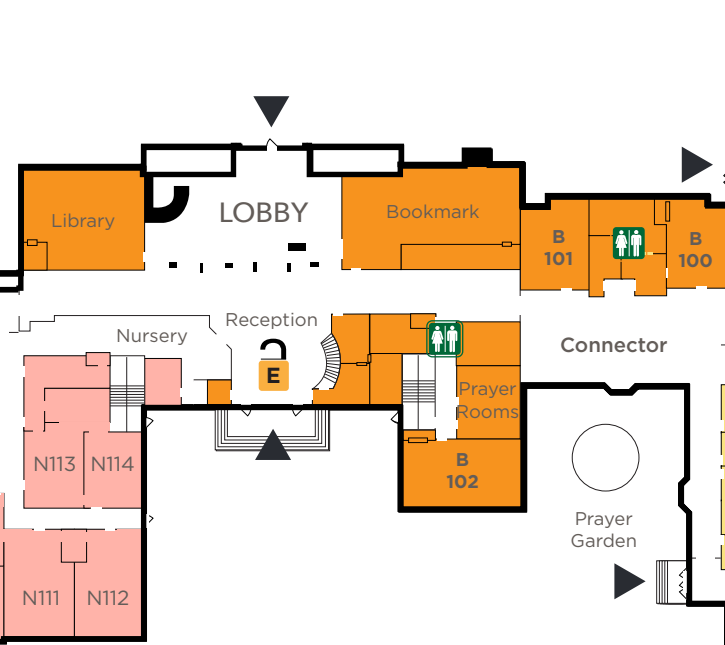 LOBBY
Library
Bookmark
B
101
B
100
Reception
Nursery
Connector
E
Prayer
Rooms
N113
N114
B
102
Prayer
Garden
N111
N112